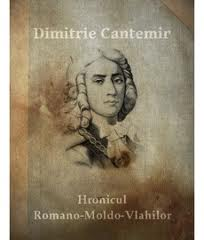 Dimitrie Cantemir
Hronicul
Romano-Moldo-Vlahilor